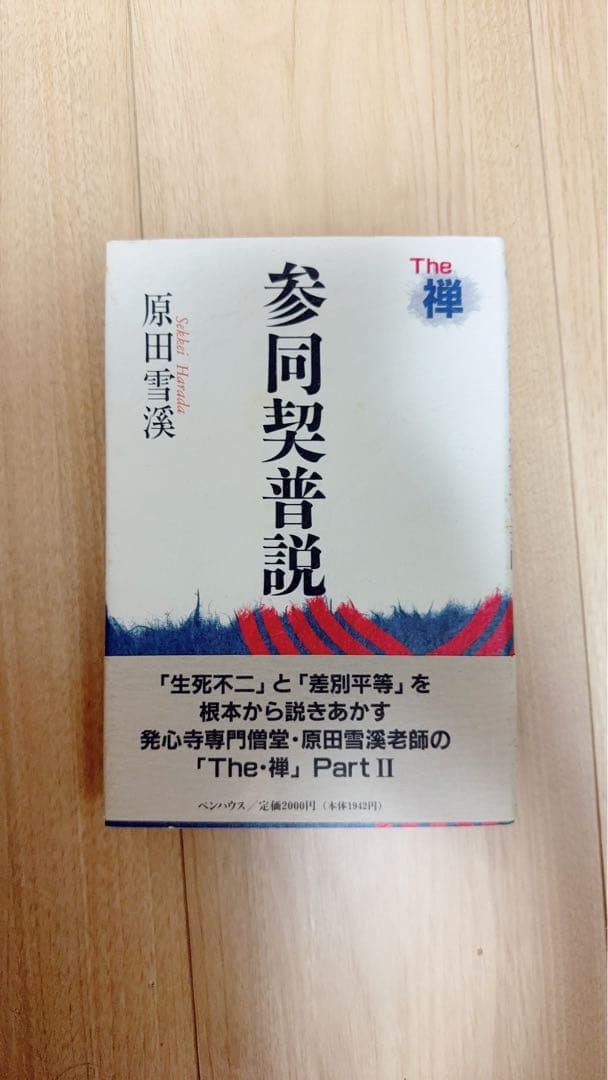 The
禅
参同契普説
原田雪溪
Sekkei Harada
「生死不二」と「差別平等」を
根本から説きあかす
発心寺専門僧堂・原田雪溪老師の
「The・禅」 Part II
ペンハウス／定価2000円（本体1942円）